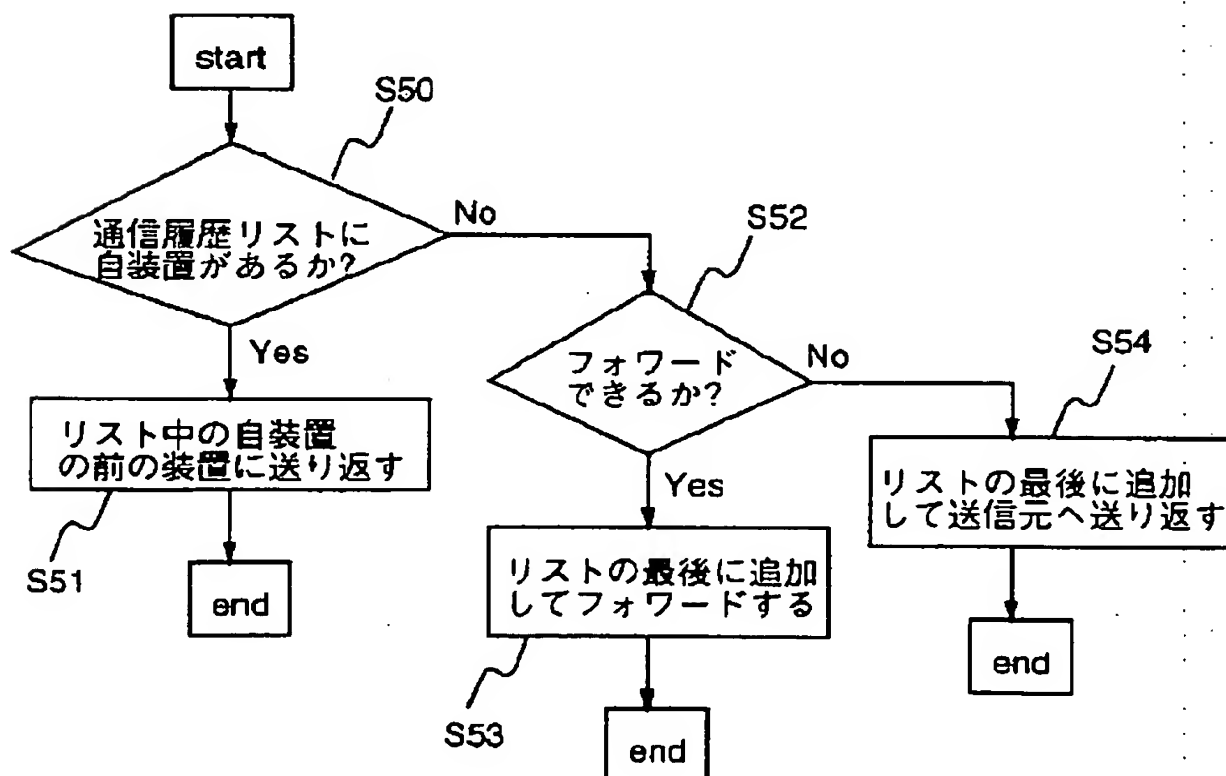 start
S50
通信履歴リストに
自装置があるか?
No
Yes
S52
フォワード
できるか?
No
Yes
S54
リスト中の自装置
の前の装置に送り返す
S51
end
リストの最後に追加
してフォワードする
S53
end
リストの最後に追加
して送信元へ送り返す
end